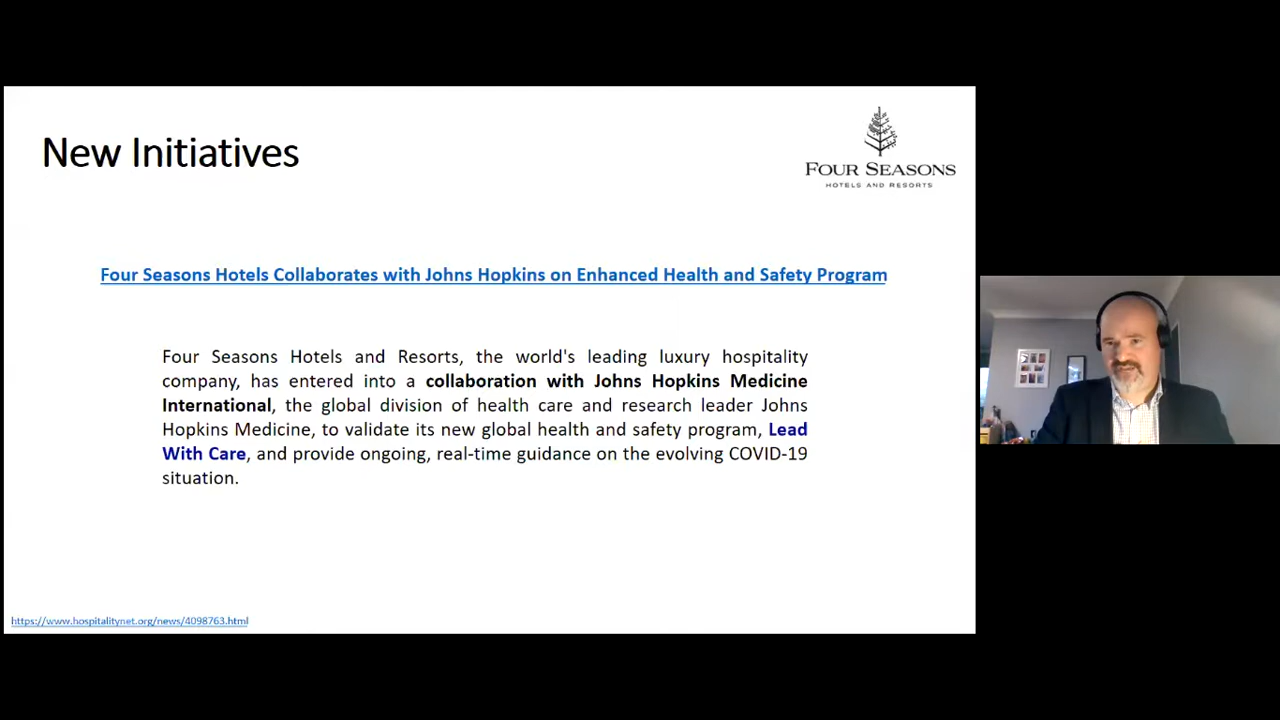 New Initiatives
FOUR SEASONS
HOTELS AND RESORTS
Four Seasons Hotels Collaborates with Johns Hopkins on Enhanced Health and Safety Program
Four Seasons Hotels and Resorts, the world's leading luxury hospitality
company, has entered into a collaboration with Johns Hopkins Medicine
International, the global division of health care and research leader Johns
Hopkins Medicine, to validate its new global health and safety program, Lead
With Care, and provide ongoing, real-time guidance on the evolving COVID-19
situation.
https://www.hospitalitynet.org/news/4098763.html